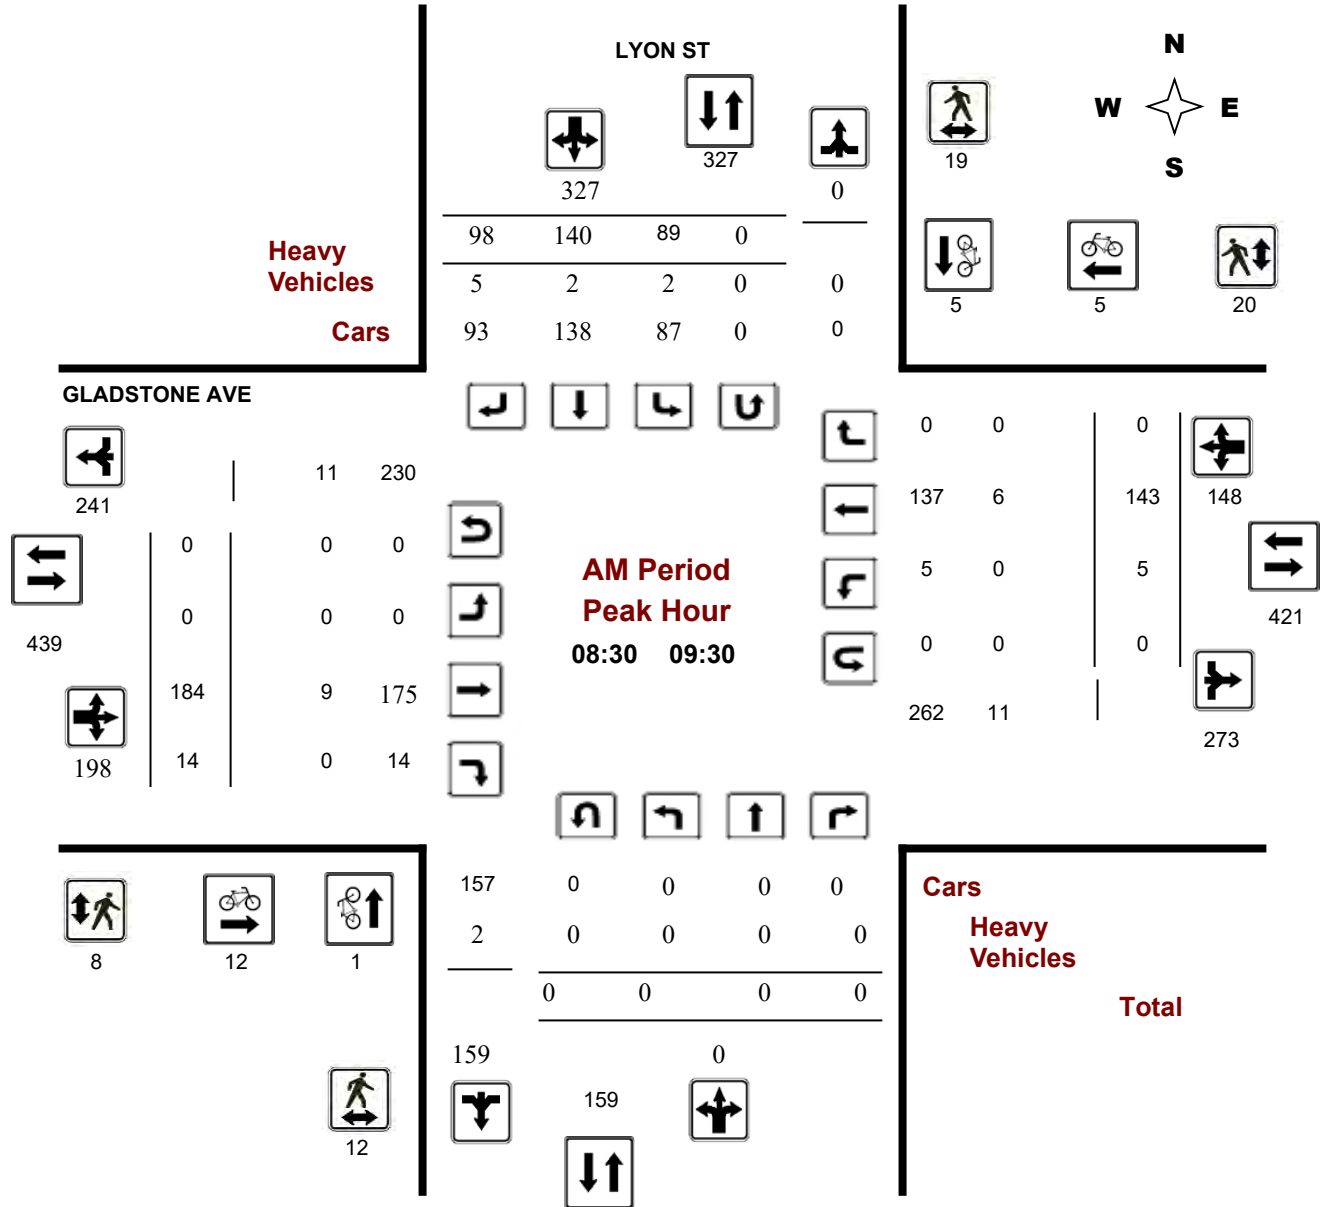 LYON ST
N
W E
S
327
327
0
19
98 140 89 0
Heavy
Vehicles
5 2 2 0 0
Cars
93 138 87 0 0
5 5 20
GLADSTONE AVE
0 0 0
11 230
241
137 6 143 148
0 0 0
AM Period
5 0 5
Peak Hour
421
0 0 0
439
08:30 09:30
0 0 0
184 9 175
262 11
273
198
14 0 14
157 0 0 0 0
Cars
2 0 0 0 0
Heavy
Vehicles
8 12 1
0 0 0 0
Total
159 0
159
12